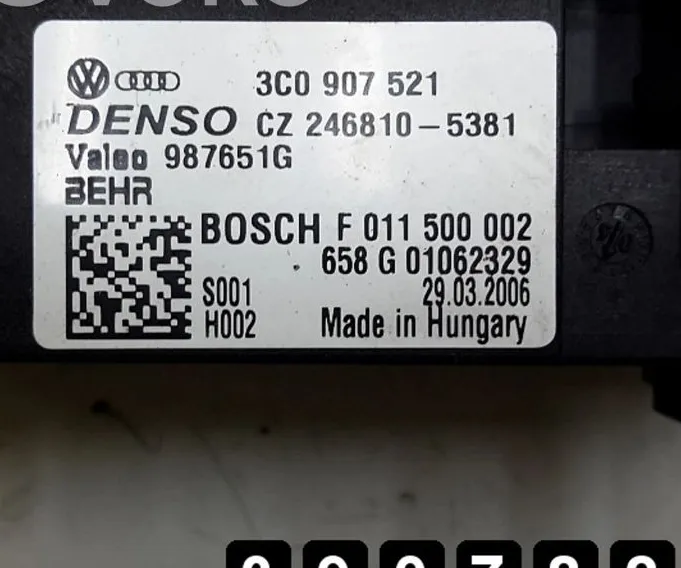 3C0 907 521
DENSO CZ 246810-5381
Valeo 987651G
BEHR
BOSCH F 011 500 002
658 G 01062329
S001 29.03.2006
H002 Made in Hungary